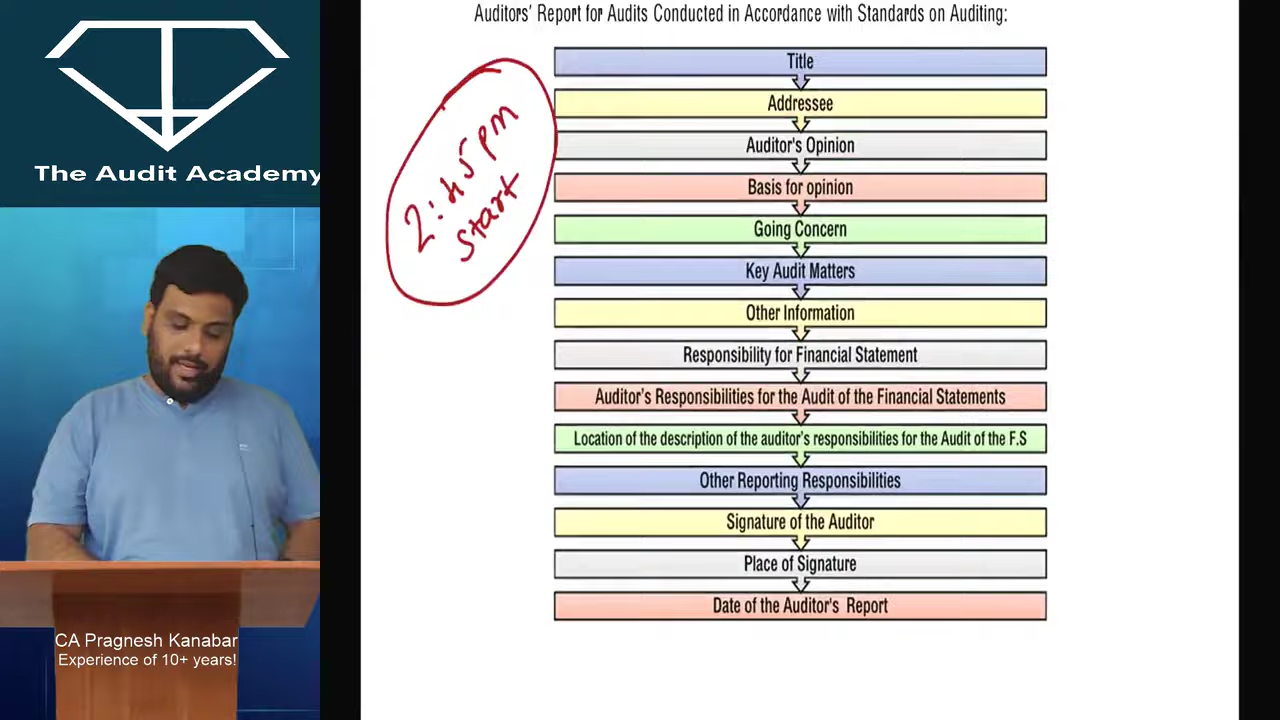 The Audit Academy
Auditors' Report for Audits Conducted in Accordance with Standards on Auditing:
2:45 pm
Start
Title
Addressee
Auditor's Opinion
Basis for opinion
Going Concern
Key Audit Matters
Other Information
Responsibility for Financial Statement
Auditor's Responsibilities for the Audit of the Financial Statements
Location of the description of the auditor's responsibilities for the Audit of the F.S
Other Reporting Responsibilities
Signature of the Auditor
Place of Signature
Date of the Auditor's Report
CA Pragnesh Kanabar
Experience of 10+ years!